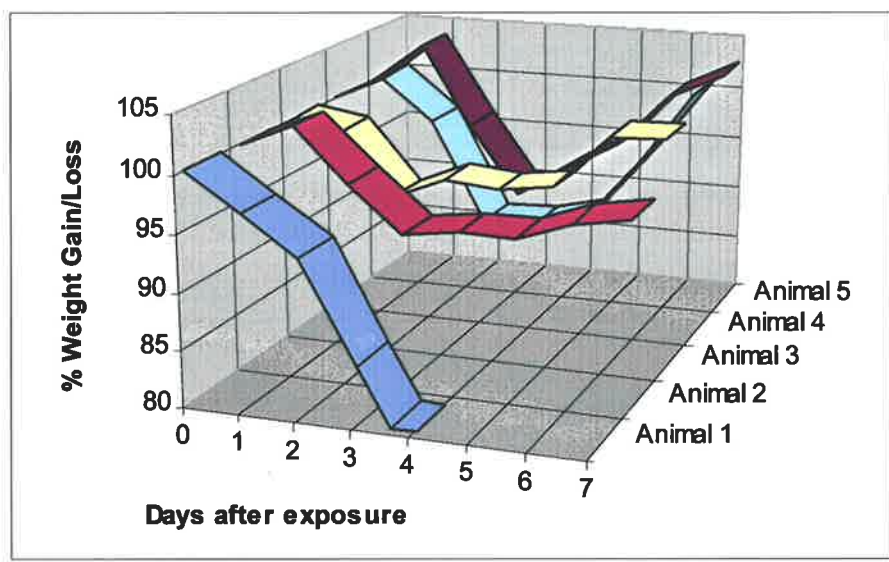 105
100
95
90
85
80
% Weight Gain/Loss
0 1 2 3 4 5 6 7
Days after exposure
Animal 5
Animal 4
Animal 3
Animal 2
Animal 1